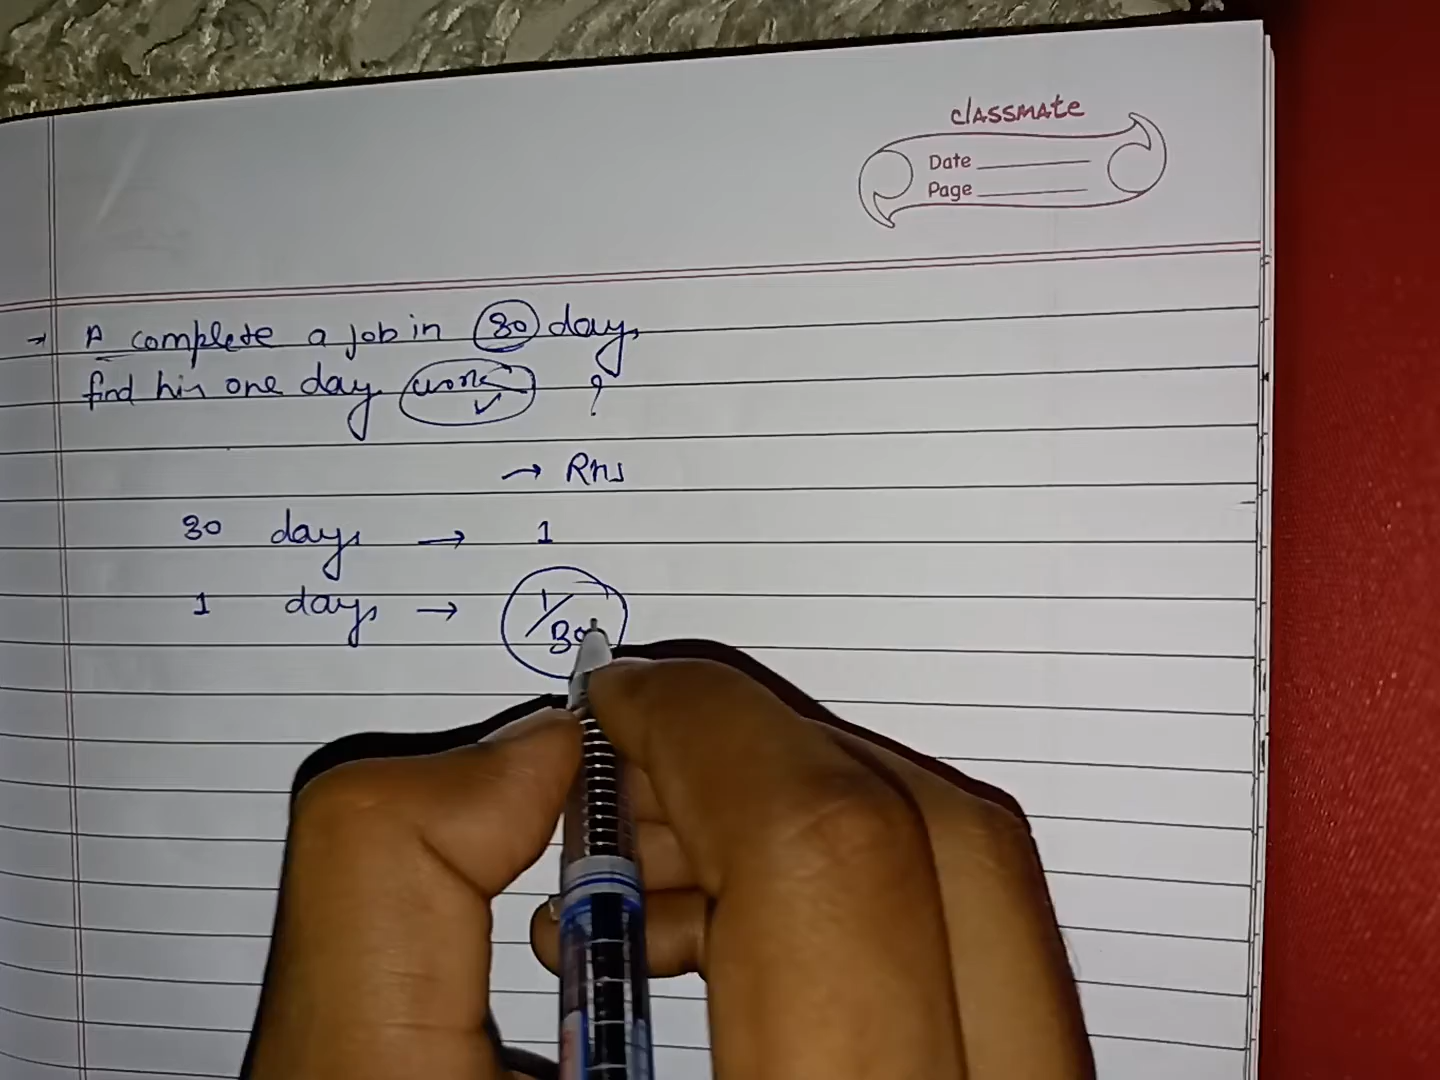 classmate
Date
Page
→ A complete a job in 30 days,
find his one day work ?
→ Ans
30 days → 1
1 days → 1/30